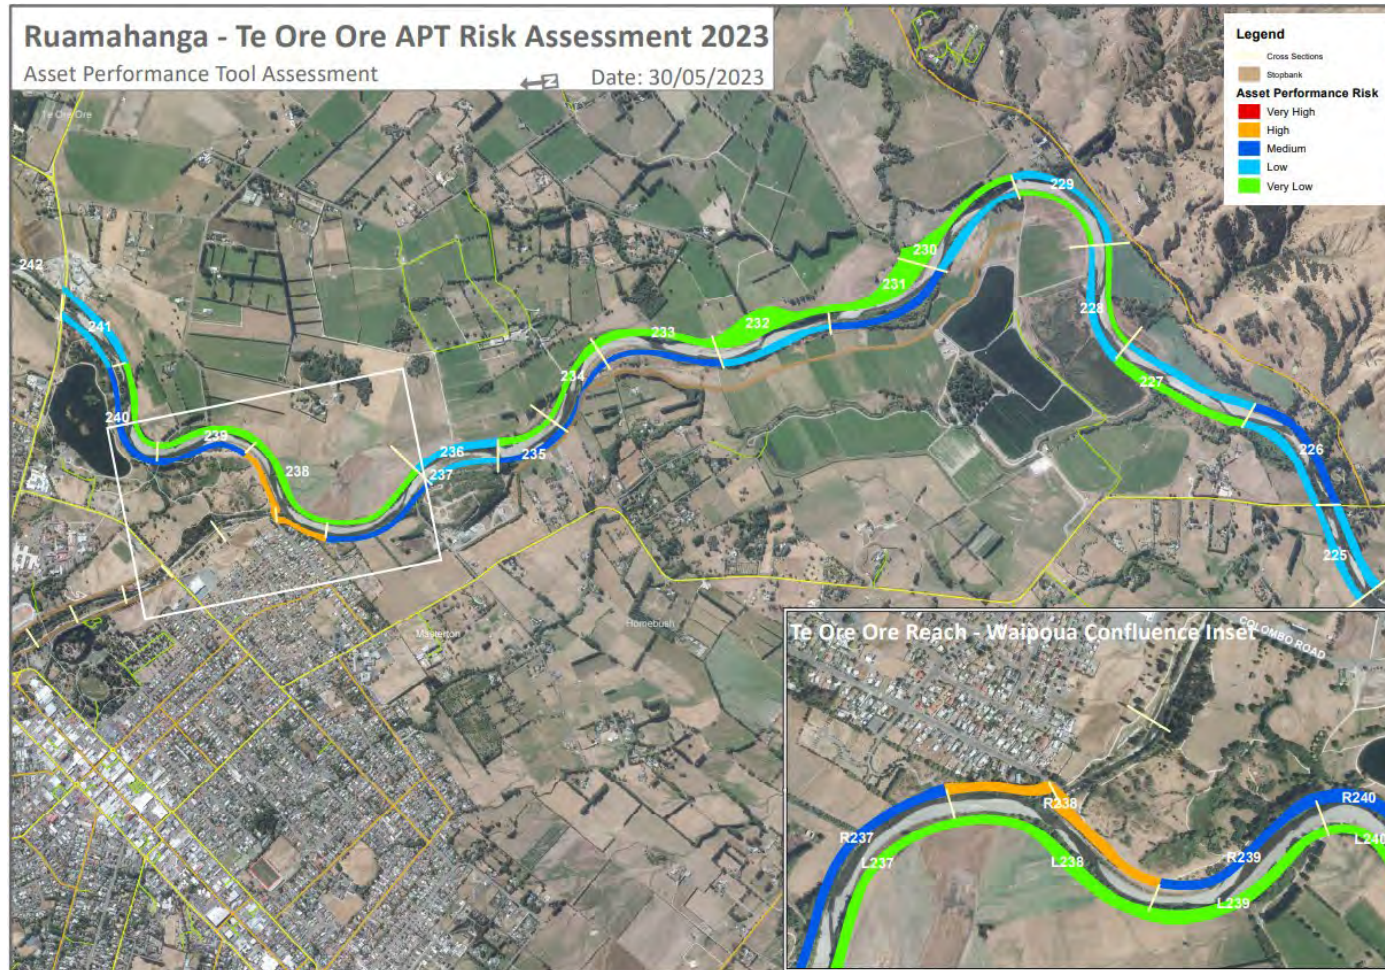 Ruamahanga - Te Ore Ore APT Risk Assessment 2023
Asset Performance Tool Assessment
N
Date: 30/05/2023
Legend
Cross Sections
Stopbank
Asset Performance Risk
Very High
High
Medium
Low
Very Low
Te Ore Ore
242
241
240
239
238
237
236
235
234
233
232
231
230
229
228
227
226
225
Masterton
Homebush
Te Ore Ore Reach - Waipoua Confluence Inset
COLOMBO ROAD
R237
L237
R238
L238
R239
L239
R240
L240